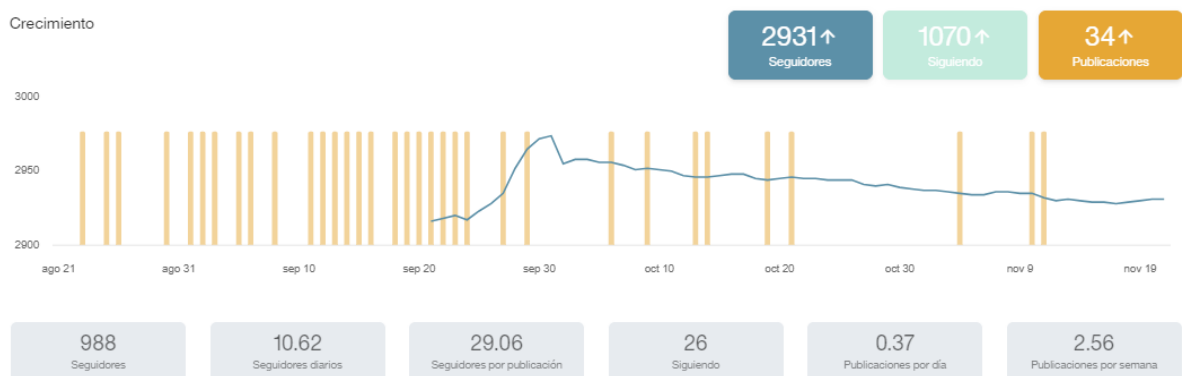 Crecimiento
2931↑
Seguidores
1070↑
Siguiendo
34↑
Publicaciones
3000
2950
2900
ago 21
ago 31
sep 10
sep 20
sep 30
oct 10
oct 20
oct 30
nov 9
nov 19
988
Seguidores
10.62
Seguidores diarios
29.06
Seguidores por publicación
26
Siguiendo
0.37
Publicaciones por día
2.56
Publicaciones por semana